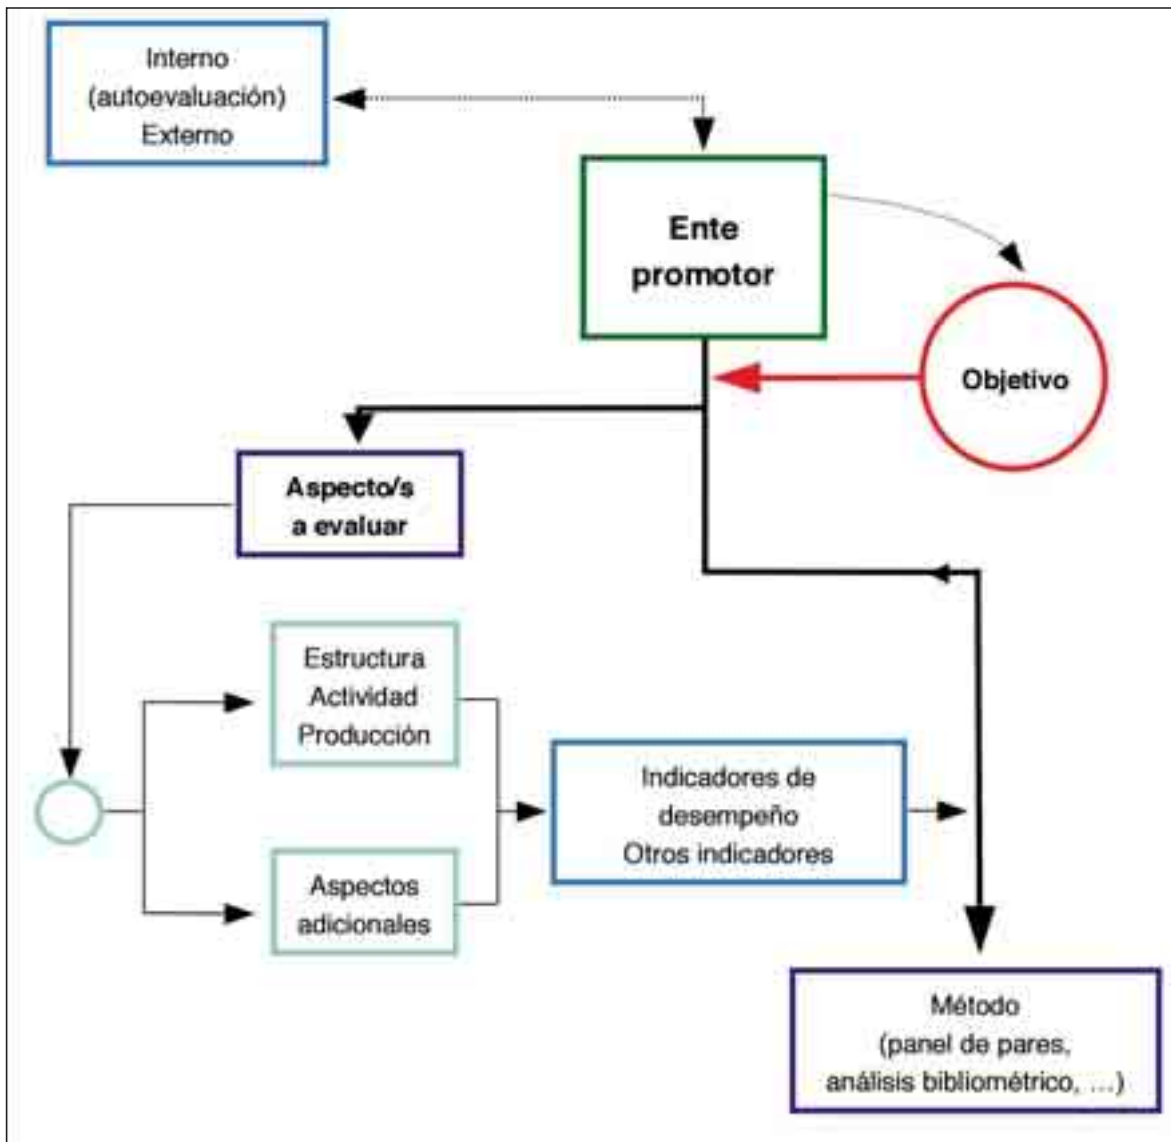 Interno
(autoevaluación)
Externo
Ente
promotor
Objetivo
Aspecto/s
a evaluar
Estructura
Actividad
Producción
Aspectos
adicionales
Indicadores de
desempeño
Otros indicadores
Método
(panel de pares,
análisis bibliométrico, ...)